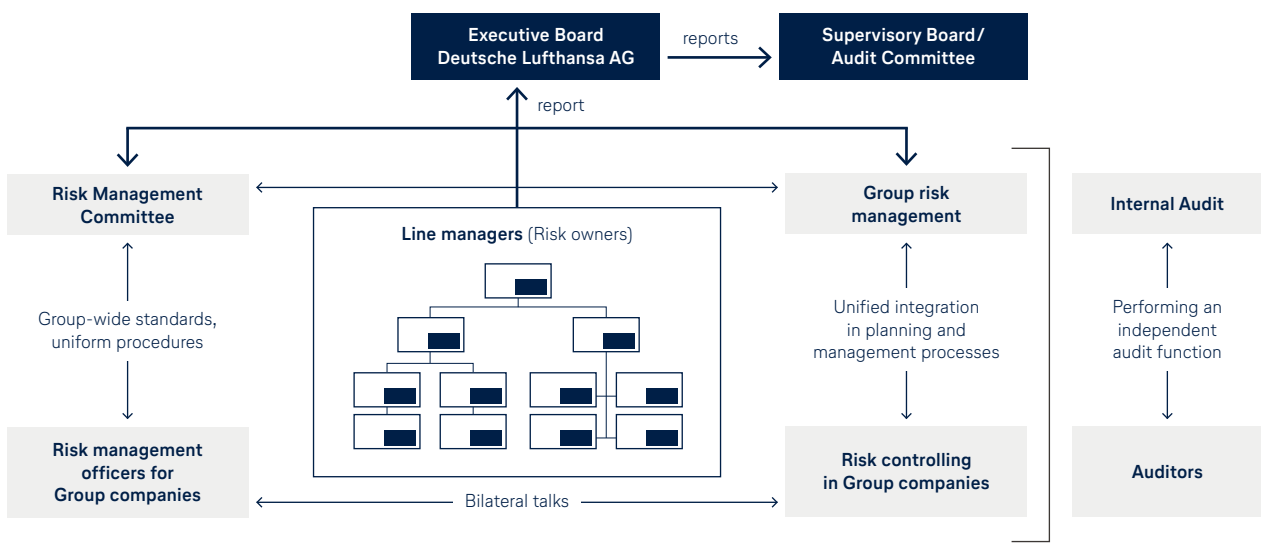 Executive Board
Deutsche Lufthansa AG
reports
Supervisory Board/
Audit Committee
report
Risk Management
Committee
Group risk
management
Internal Audit
Line managers (Risk owners)
Group-wide standards,
uniform procedures
Unified integration
in planning and
management processes
Performing an
independent
audit function
Risk management
officers for
Group companies
Risk controlling
in Group companies
Auditors
Bilateral talks